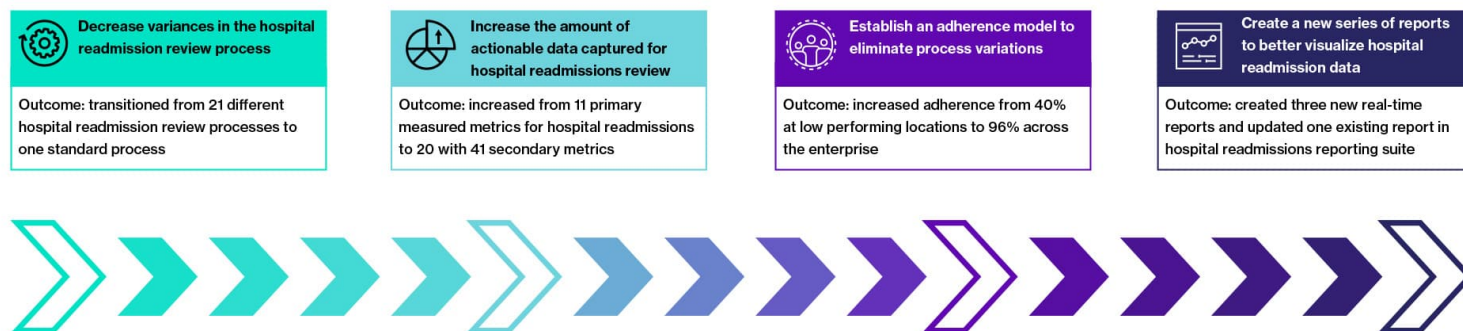 Decrease variances in the hospital
readmission review process
Outcome: transitioned from 21 different
hospital readmission review processes to
one standard process
Increase the amount of
actionable data captured for
hospital readmissions review
Outcome: increased from 11 primary
measured metrics for hospital readmissions
to 20 with 41 secondary metrics
Establish an adherence model to
eliminate process variations
Outcome: increased adherence from 40%
at low performing locations to 96% across
the enterprise
Create a new series of reports
to better visualize hospital
readmission data
Outcome: created three new real-time
reports and updated one existing report in
hospital readmissions reporting suite